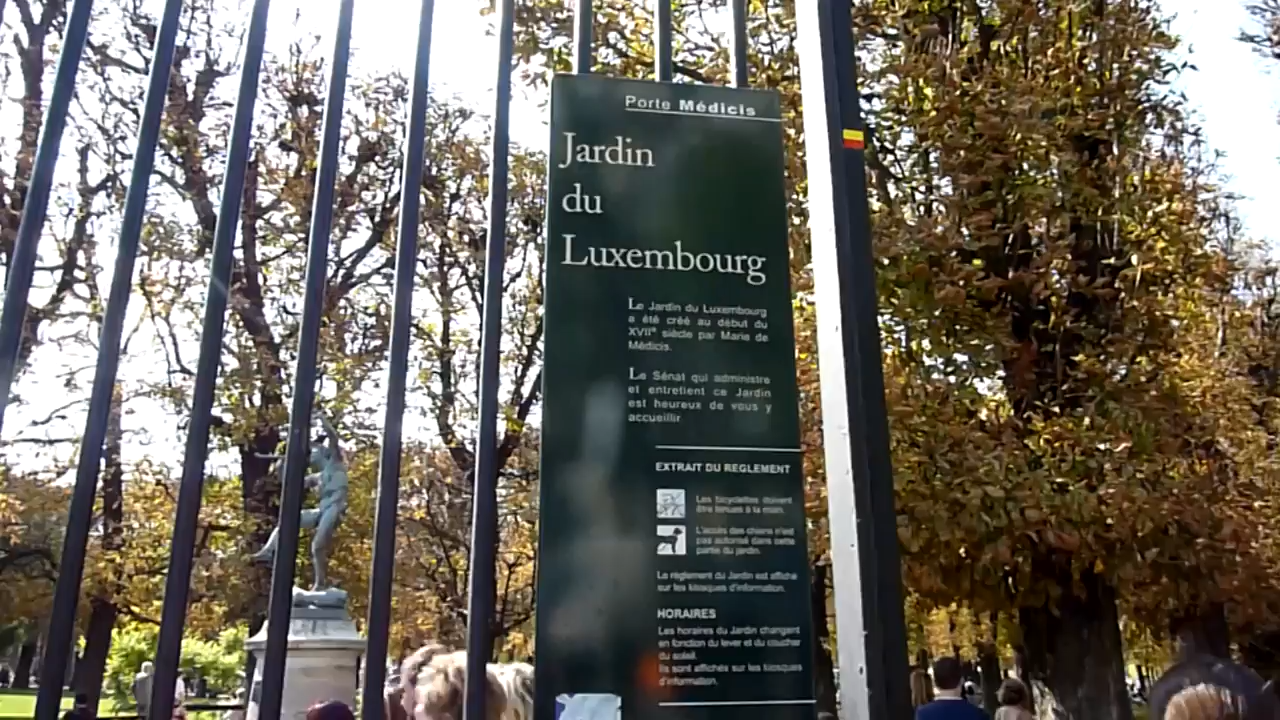 Porte Médicis
Jardin
du
Luxembourg
Le Jardin du Luxembourg
a été créé au début du
XVIIe siècle par Marie de
Médicis.
Le Sénat qui administre
et entretient ce Jardin
est heureux de vous y
accueillir
EXTRAIT DU REGLEMENT
Les bicyclettes doivent
être tenues à la main.
L'accès des chiens n'est
pas autorisé dans cette
partie du jardin.
Le règlement du Jardin est affiché
sur les kiosques d'information.
HORAIRES
Les horaires du Jardin changent
en fonction du lever et du coucher
du soleil.
Ils sont affichés sur les kiosques
d'information.